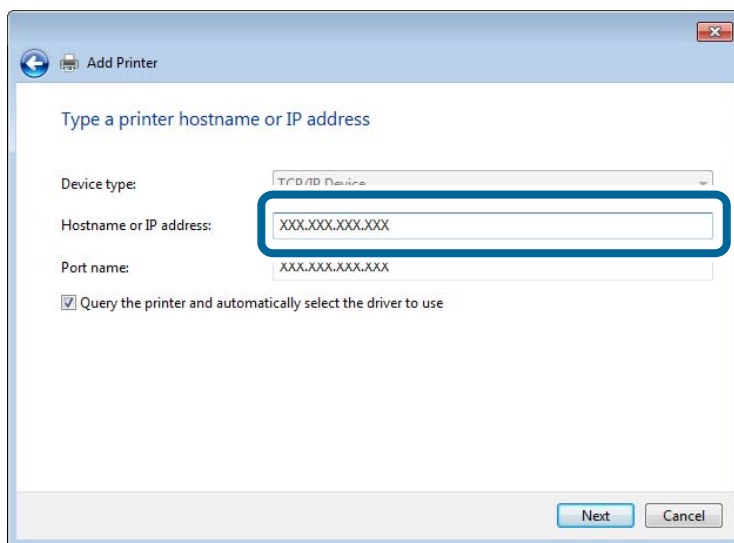 Add Printer
Type a printer hostname or IP address
Device type: TCP/IP Device
Hostname or IP address: XXX.XXX.XXX.XXX
Port name: XXX.XXX.XXX.XXX
Query the printer and automatically select the driver to use
Next Cancel